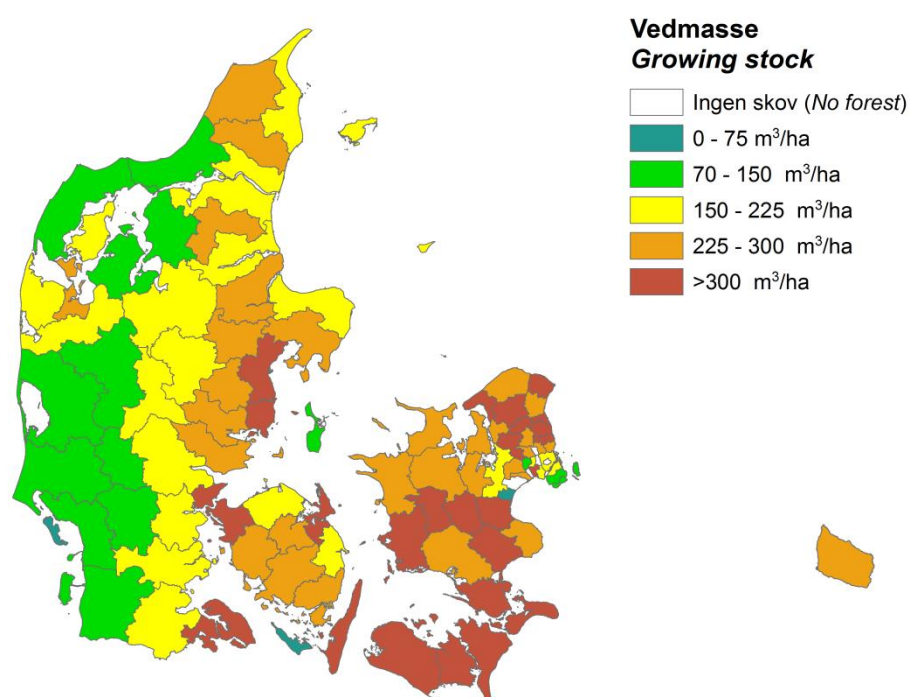 Vedmasse
Growing stock
Ingen skov (No forest)
0 - 75 m³/ha
70 - 150 m³/ha
150 - 225 m³/ha
225 - 300 m³/ha
>300 m³/ha